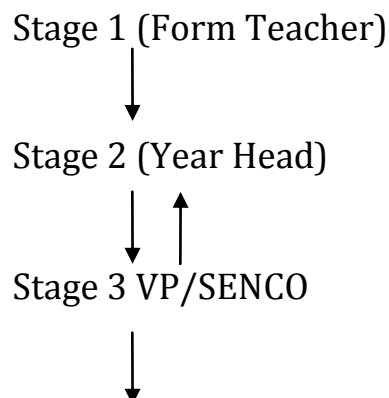 Stage 1 (Form Teacher)
Stage 2 (Year Head)
Stage 3 VP/SENCO